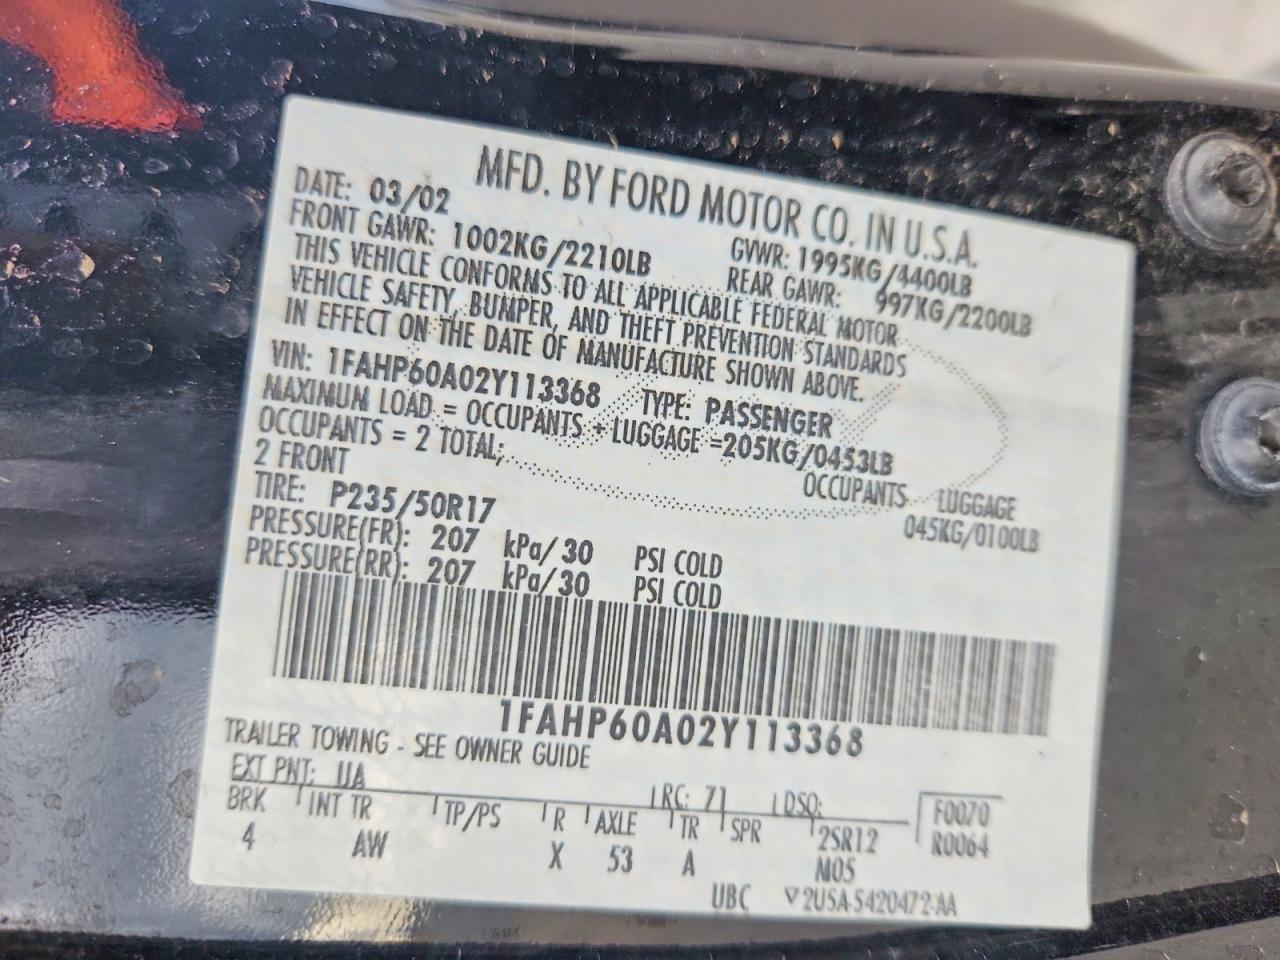 MFD. BY FORD MOTOR CO. IN U.S.A.
DATE: 03/02 GVWR: 1995KG/4400LB
FRONT GAWR: 1002KG/2210LB REAR GAWR: 997KG/2200LB
THIS VEHICLE CONFORMS TO ALL APPLICABLE FEDERAL MOTOR
VEHICLE SAFETY, BUMPER, AND THEFT PREVENTION STANDARDS
IN EFFECT ON THE DATE OF MANUFACTURE SHOWN ABOVE.
VIN: 1FAHP60A02Y113368 TYPE: PASSENGER
MAXIMUM LOAD = OCCUPANTS + LUGGAGE =205KG/0453LB
OCCUPANTS = 2 TOTAL; OCCUPANTS LUGGAGE
2 FRONT 045KG/0100LB
TIRE: P235/50R17
PRESSURE(FR): 207 kPa/30 PSI COLD
PRESSURE(RR): 207 kPa/30 PSI COLD
1FAHP60A02Y113368
TRAILER TOWING - SEE OWNER GUIDE
EXT PNT: UA RC: 71 DSO: F0070
BRK INT TR TP/PS R AXLE TR SPR 2SR12 R0064
4 AW X 53 A M05
UBC 2U5A-5420472-AA